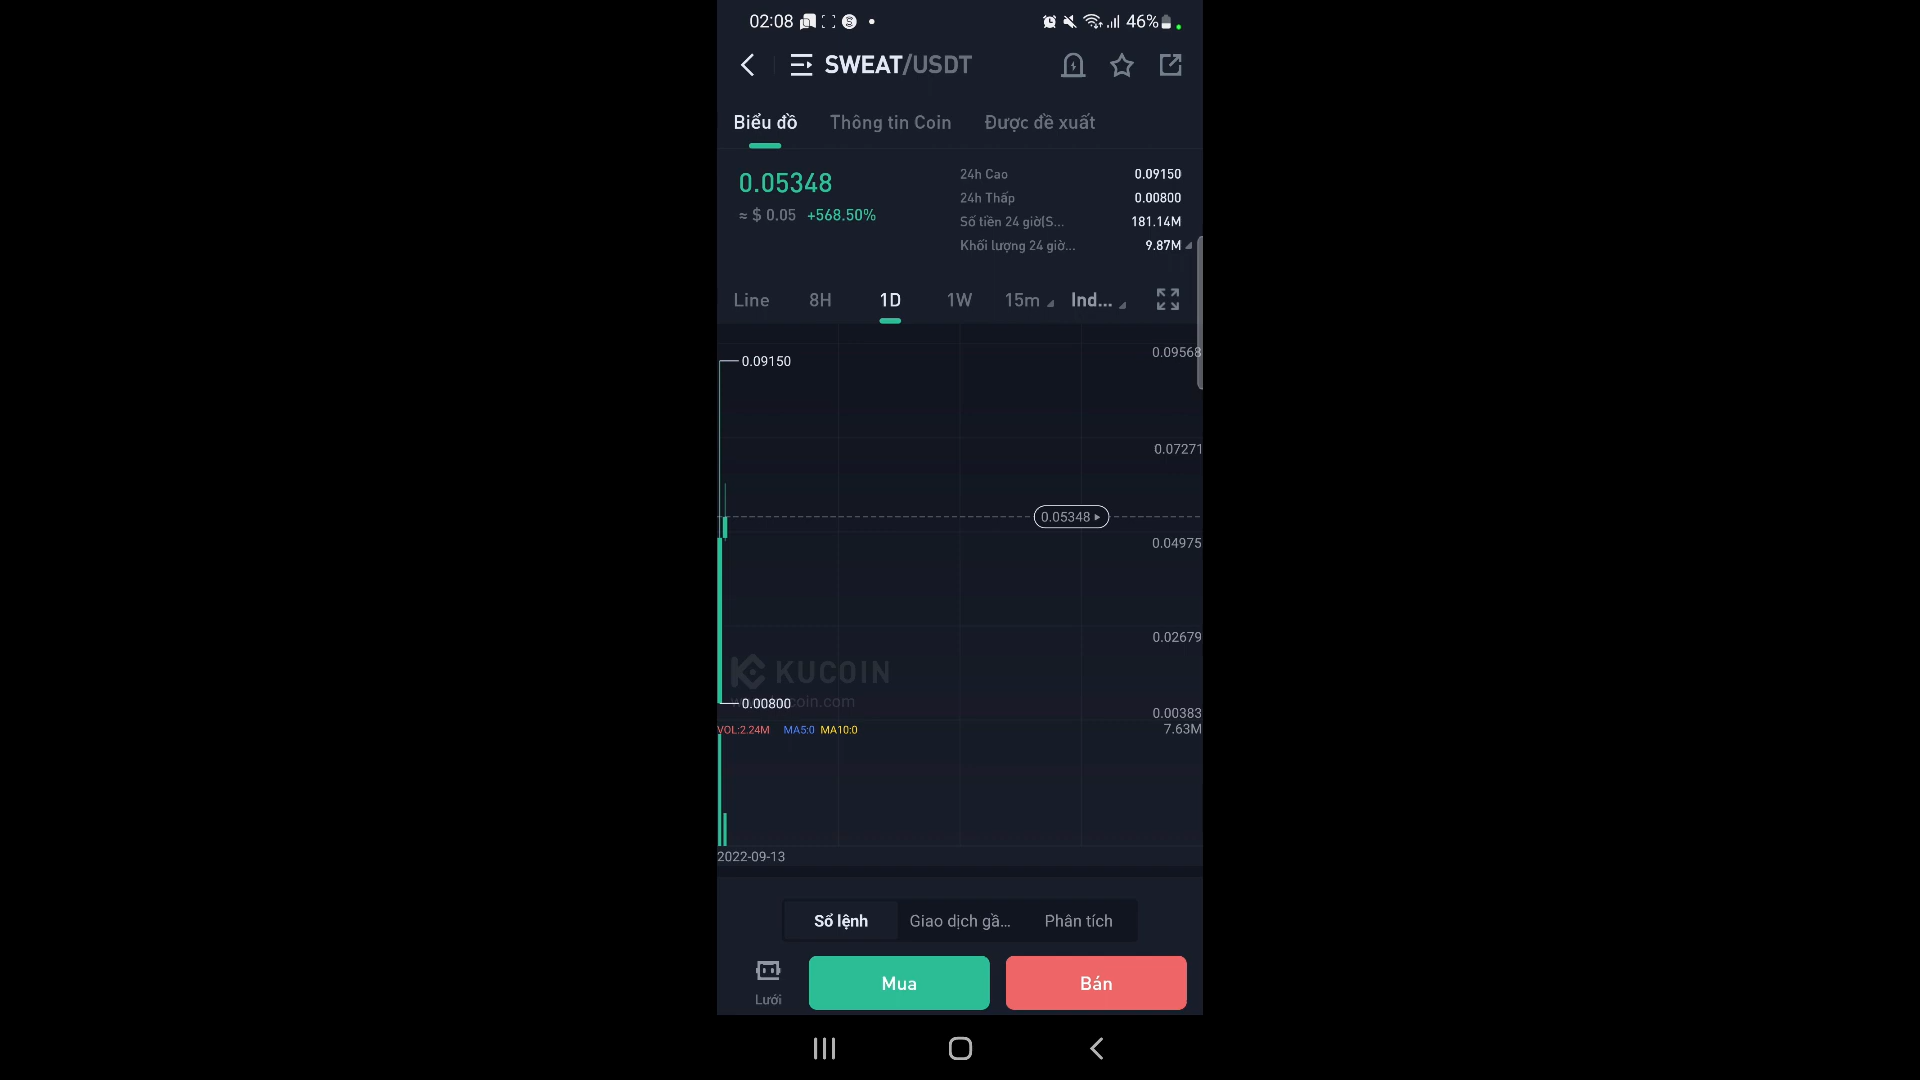 02:08 46%
SWEAT/USDT
Biểu đồ Thông tin Coin Được đề xuất
0.05348
≈ $ 0.05 +568.50%
24h Cao 0.09150
24h Thấp 0.00800
Số tiền 24 giờ(S... 181.14M
Khối lượng 24 giờ... 9.87M
Line 8H 1D 1W 15m Ind...
0.09150
0.09568
0.07271
0.05348
0.04975
0.02679
KUCOIN
0.00800
0.00383
VOL:2.24M MA5:0 MA10:0 7.63M
2022-09-13
Sổ lệnh Giao dịch gầ... Phân tích
Lưới Mua Bán